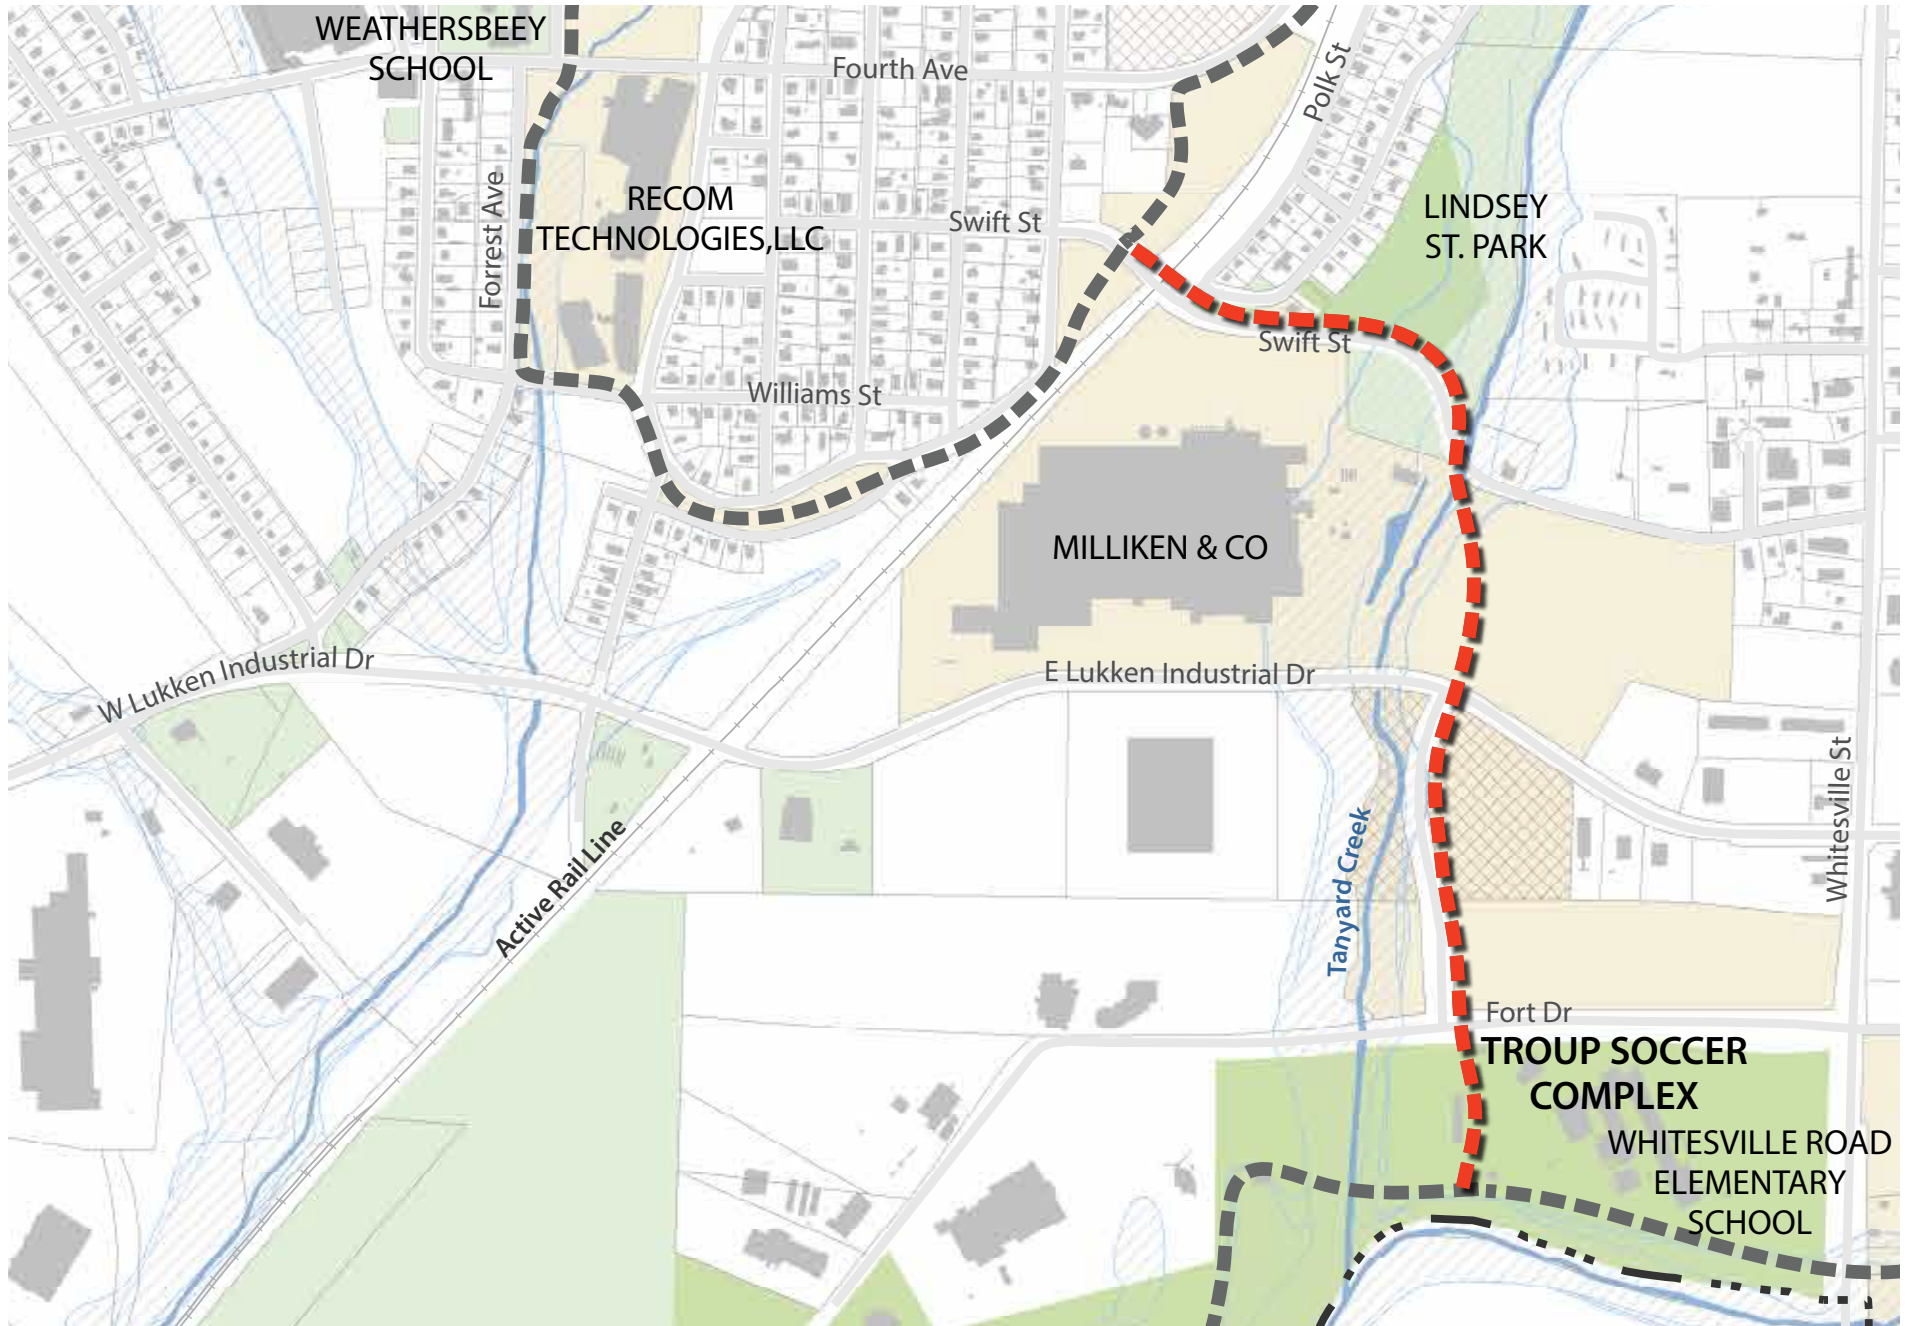 WEATHERSBEEY
SCHOOL
Fourth Ave
Polk St
Forrest Ave
RECOM
TECHNOLOGIES,LLC
Swift St
LINDSEY
ST. PARK
Swift St
Williams St
MILLIKEN & CO
W Lukken Industrial Dr
E Lukken Industrial Dr
Whitesville St
Active Rail Line
Tanyard Creek
Fort Dr
TROUP SOCCER
COMPLEX
WHITESVILLE ROAD
ELEMENTARY
SCHOOL